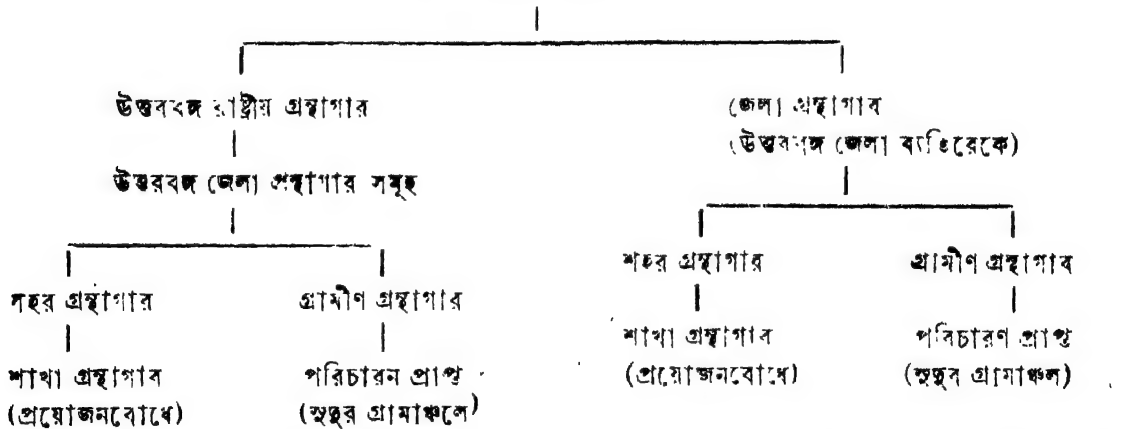 উত্তরবঙ্গ রাষ্ট্রীয় গ্রন্থাগার
জেলা গ্রন্থাগার
(উত্তরবঙ্গ জেলা ব্যতিরেকে)
উত্তরবঙ্গ জেলা গ্রন্থাগার সমূহ
শহর গ্রন্থাগার
গ্রামীণ গ্রন্থাগার
সহর গ্রন্থাগার
গ্রামীণ গ্রন্থাগার
শাখা গ্রন্থাগার
(প্রয়োজনবোধে)
পরিচারণ প্রাপ্ত
(সুদূর গ্রামাঞ্চল)
শাখা গ্রন্থাগার
(প্রয়োজনবোধে)
পরিচারন প্রাপ্ত
(সুদূর গ্রামাঞ্চলে)